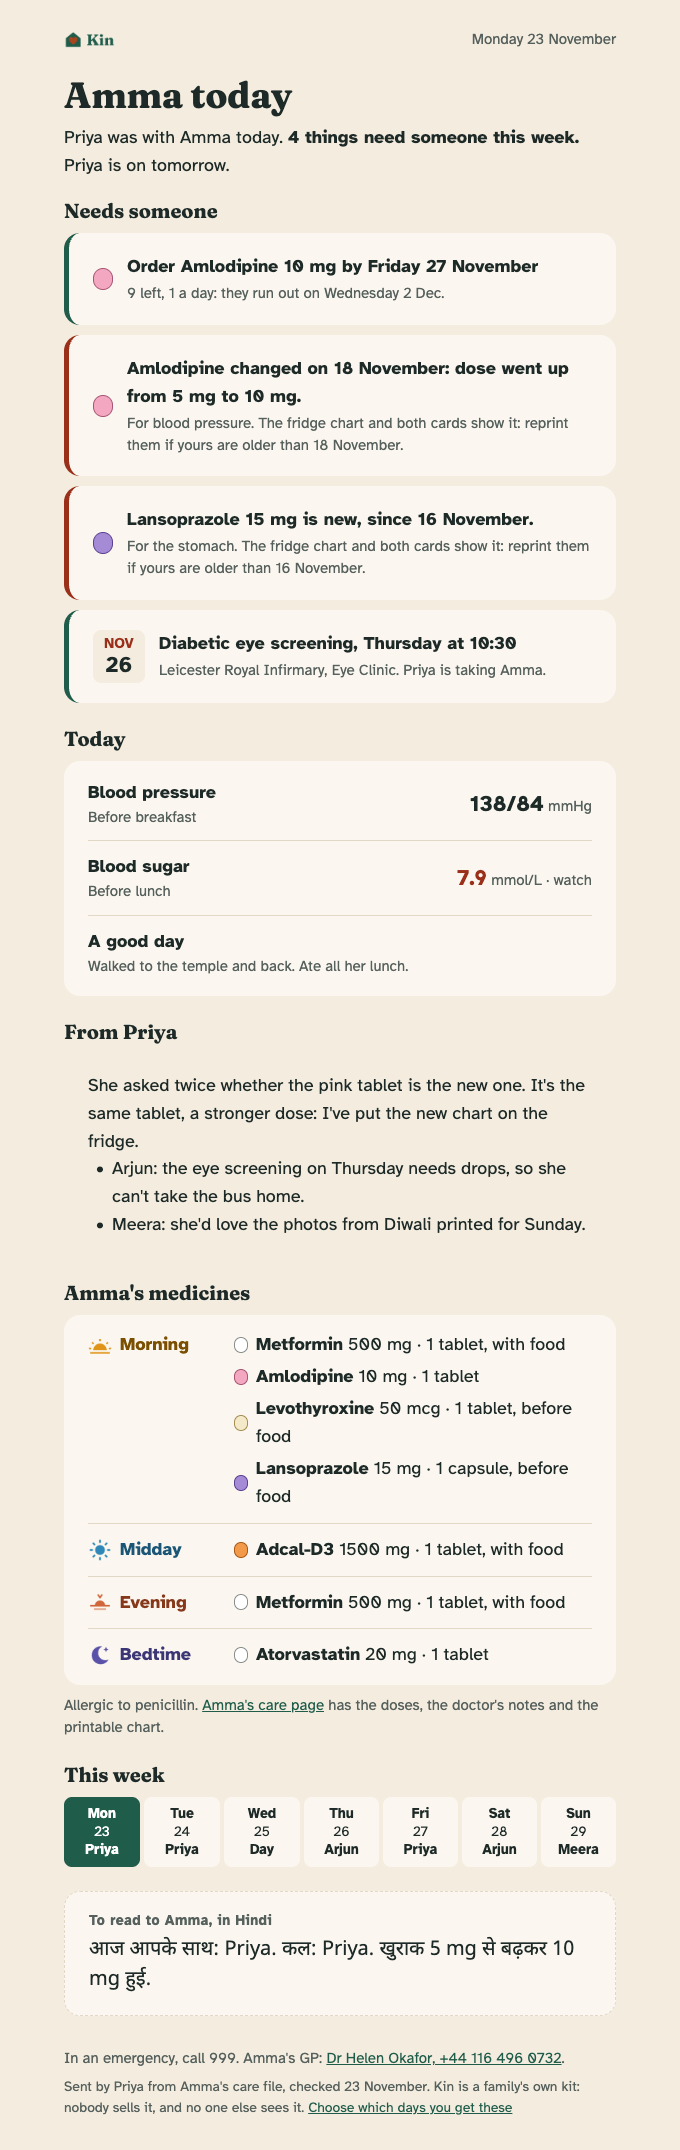 Kin
Monday 23 November
Amma today
Priya was with Amma today. 4 things need someone this week.
Priya is on tomorrow.
Needs someone
Order Amlodipine 10 mg by Friday 27 November
9 left, 1 a day: they run out on Wednesday 2 Dec.
Amlodipine changed on 18 November: dose went up
from 5 mg to 10 mg.
For blood pressure. The fridge chart and both cards show it: reprint
them if yours are older than 18 November.
Lansoprazole 15 mg is new, since 16 November.
For the stomach. The fridge chart and both cards show it: reprint them
if yours are older than 16 November.
NOV
26
Diabetic eye screening, Thursday at 10:30
Leicester Royal Infirmary, Eye Clinic. Priya is taking Amma.
Today
Blood pressure
Before breakfast
138/84 mmHg
Blood sugar
Before lunch
7.9 mmol/L · watch
A good day
Walked to the temple and back. Ate all her lunch.
From Priya
She asked twice whether the pink tablet is the new one. It's the
same tablet, a stronger dose: I've put the new chart on the
fridge.
• Arjun: the eye screening on Thursday needs drops, so she
can't take the bus home.
• Meera: she'd love the photos from Diwali printed for Sunday.
Amma's medicines
Morning
Metformin 500 mg · 1 tablet, with food
Amlodipine 10 mg · 1 tablet
Levothyroxine 50 mcg · 1 tablet, before
food
Lansoprazole 15 mg · 1 capsule, before
food
Midday
Adcal-D3 1500 mg · 1 tablet, with food
Evening
Metformin 500 mg · 1 tablet, with food
Bedtime
Atorvastatin 20 mg · 1 tablet
Allergic to penicillin. Amma's care page has the doses, the doctor's notes and the
printable chart.
This week
Mon
23
Priya
Tue
24
Priya
Wed
25
Day
Thu
26
Arjun
Fri
27
Priya
Sat
28
Arjun
Sun
29
Meera
To read to Amma, in Hindi
आज आपके साथ: Priya. कल: Priya. खुराक 5 mg से बढ़कर 10
mg हुई.
In an emergency, call 999. Amma's GP: Dr Helen Okafor, +44 116 496 0732.
Sent by Priya from Amma's care file, checked 23 November. Kin is a family's own kit:
nobody sells it, and no one else sees it. Choose which days you get these